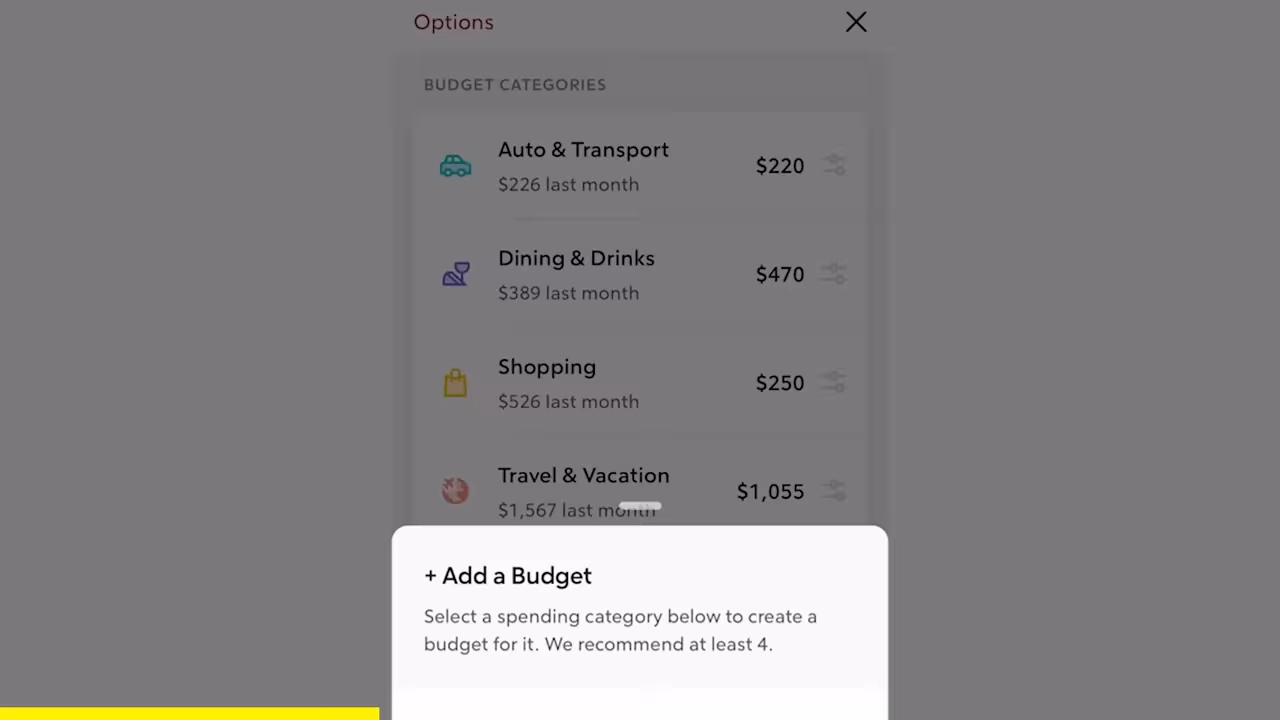 Options
BUDGET CATEGORIES
Auto & Transport
$226 last month
$220
Dining & Drinks
$389 last month
$470
Shopping
$526 last month
$250
Travel & Vacation
$1,567 last month
$1,055
+ Add a Budget
Select a spending category below to create a
budget for it. We recommend at least 4.